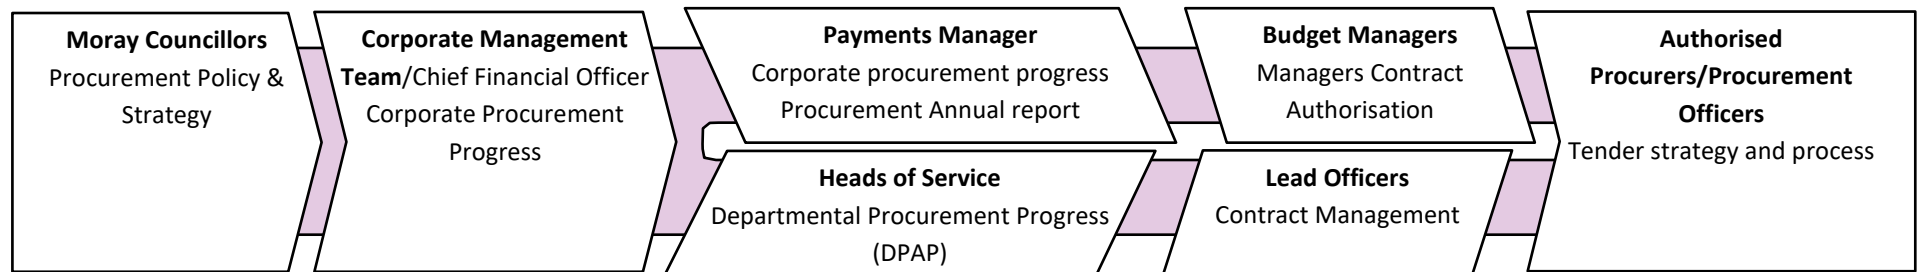 Moray Councillors
Procurement Policy &
Strategy
Corporate Management
Team/Chief Financial Officer
Corporate Procurement
Progress
Payments Manager
Corporate procurement progress
Procurement Annual report
Heads of Service
Departmental Procurement Progress
(DPAP)
Budget Managers
Managers Contract
Authorisation
Lead Officers
Contract Management
Authorised
Procurers/Procurement
Officers
Tender strategy and process